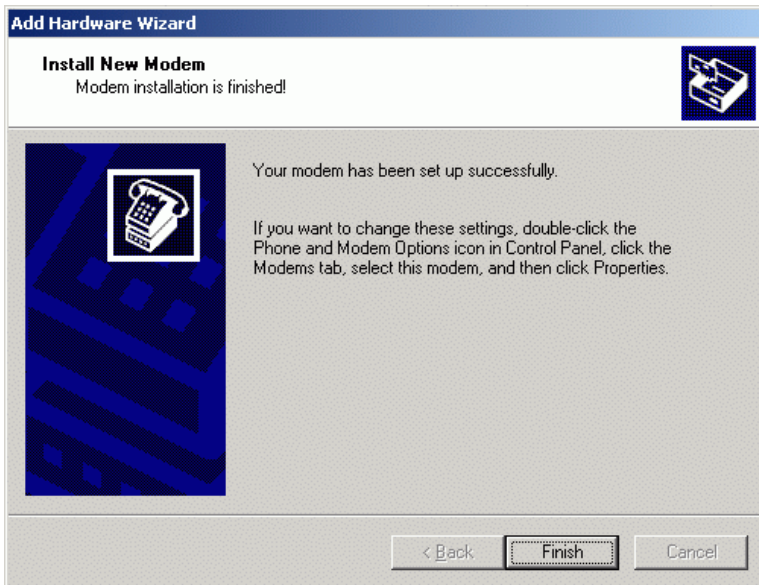 Add Hardware Wizard
Install New Modem
Modem installation is finished!
Your modem has been set up successfully.
If you want to change these settings, double-click the
Phone and Modem Options icon in Control Panel, click the
Modems tab, select this modem, and then click Properties.
< Back
Finish
Cancel